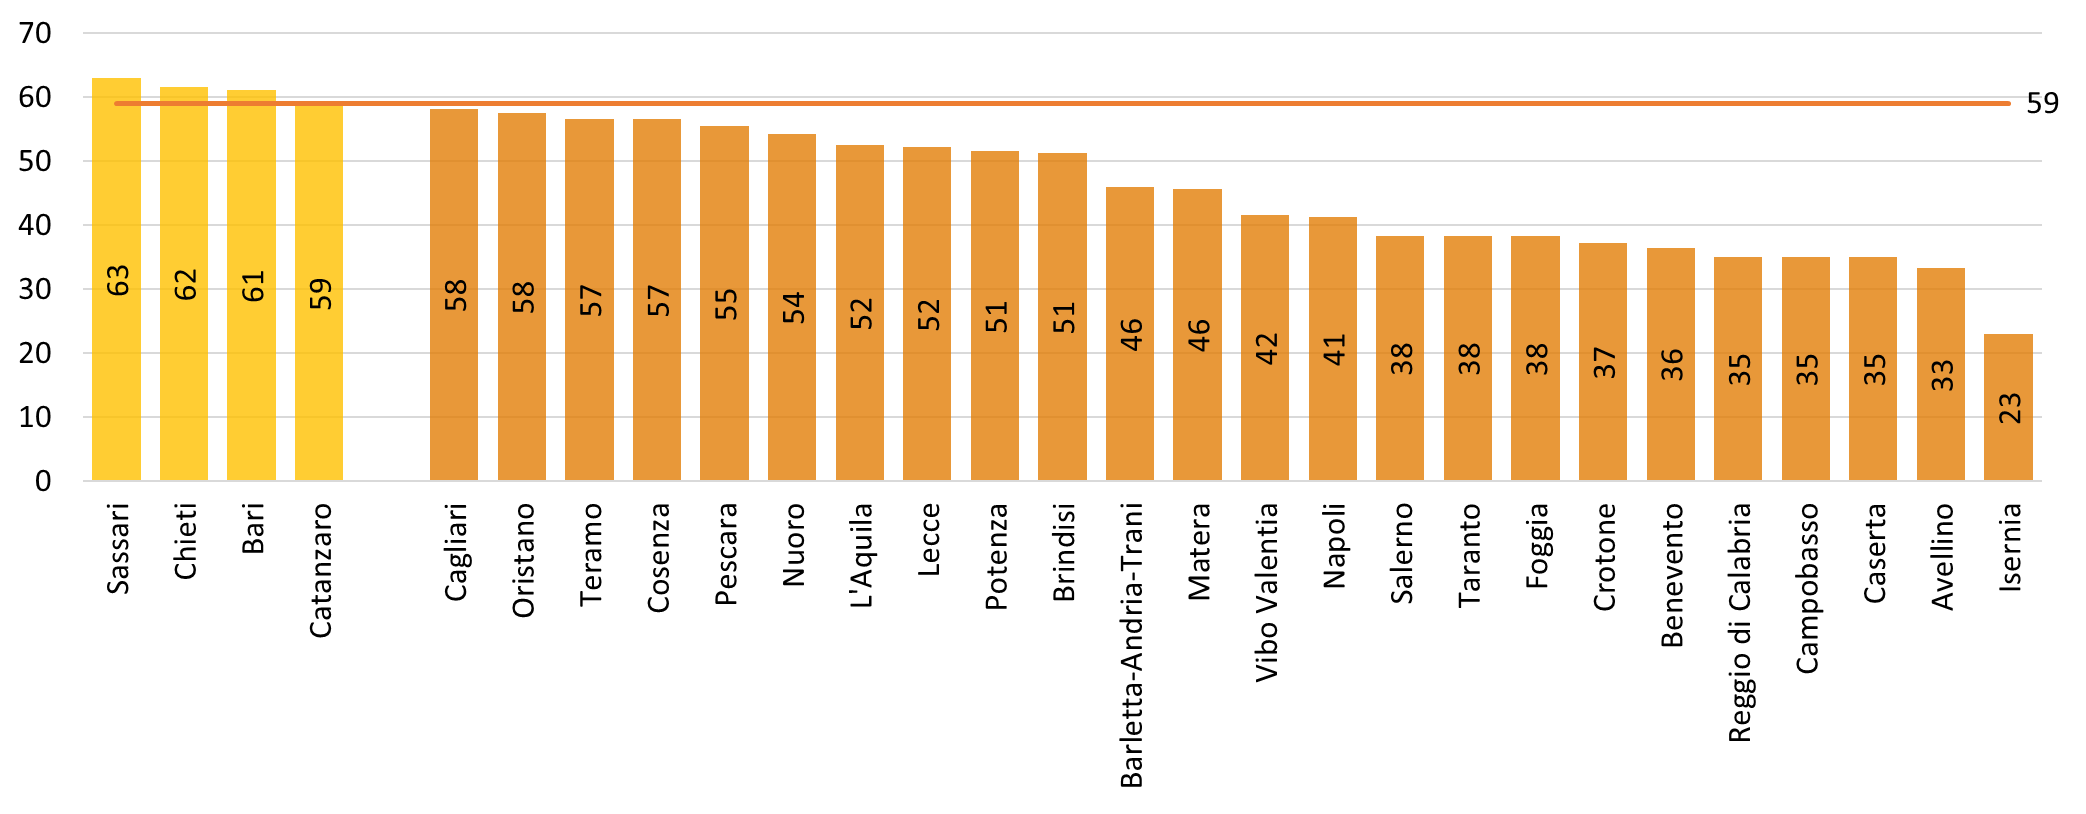 70
60
50
40
30
20
10
0
59
63
62
61
59
58
58
57
57
55
54
52
52
51
51
46
46
42
41
38
38
38
37
36
35
35
35
33
23
Sassari
Chieti
Bari
Catanzaro
Cagliari
Oristano
Teramo
Cosenza
Pescara
Nuoro
L'Aquila
Lecce
Potenza
Brindisi
Barletta-Andria-Trani
Matera
Vibo Valentia
Napoli
Salerno
Taranto
Foggia
Crotone
Benevento
Reggio di Calabria
Campobasso
Caserta
Avellino
Isernia